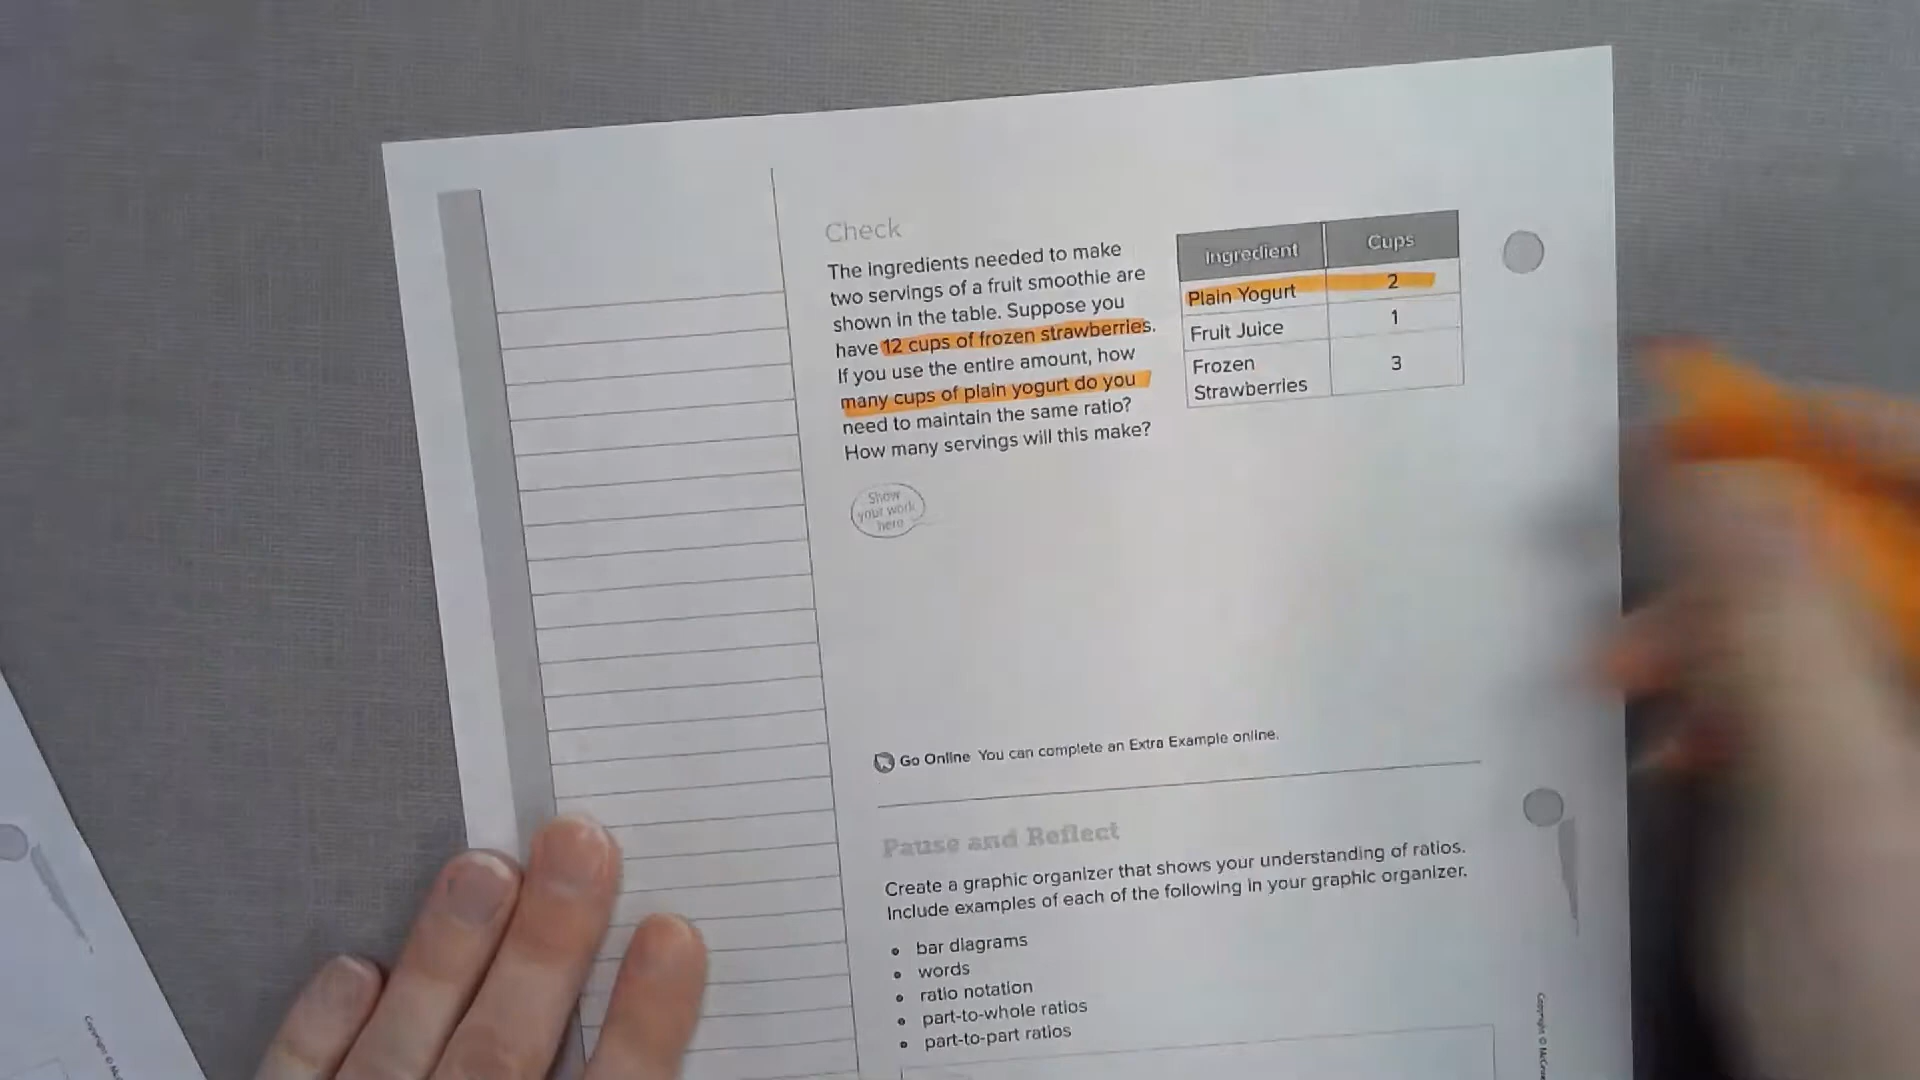 Check
The ingredients needed to make
two servings of a fruit smoothie are
shown in the table. Suppose you
have 12 cups of frozen strawberries.
If you use the entire amount, how
many cups of plain yogurt do you
need to maintain the same ratio?
How many servings will this make?
Ingredient Cups
Plain Yogurt 2
Fruit Juice 1
Frozen
Strawberries 3
Show
your work
here
Go Online You can complete an Extra Example online.
Pause and Reflect
Create a graphic organizer that shows your understanding of ratios.
Include examples of each of the following in your graphic organizer.
• bar diagrams
• words
• ratio notation
• part-to-whole ratios
• part-to-part ratios
Copyright ©
Copyright ©